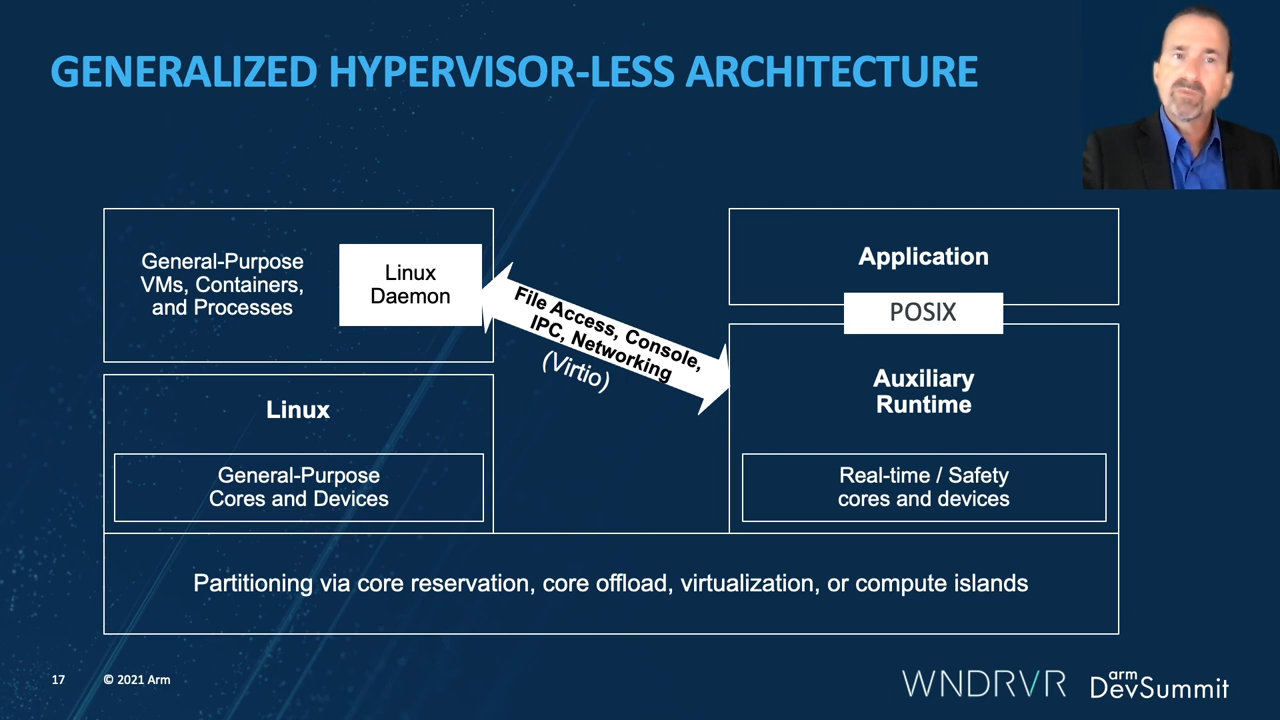 GENERALIZED HYPERVISOR-LESS ARCHITECTURE
General-Purpose
VMs, Containers,
and Processes
Linux
Daemon
File Access, Console,
IPC, Networking
(Virtio)
Application
POSIX
Auxiliary
Runtime
Linux
General-Purpose
Cores and Devices
Real-time / Safety
cores and devices
Partitioning via core reservation, core offload, virtualization, or compute islands
17
© 2021 Arm
WNDRVR
arm
DevSummit